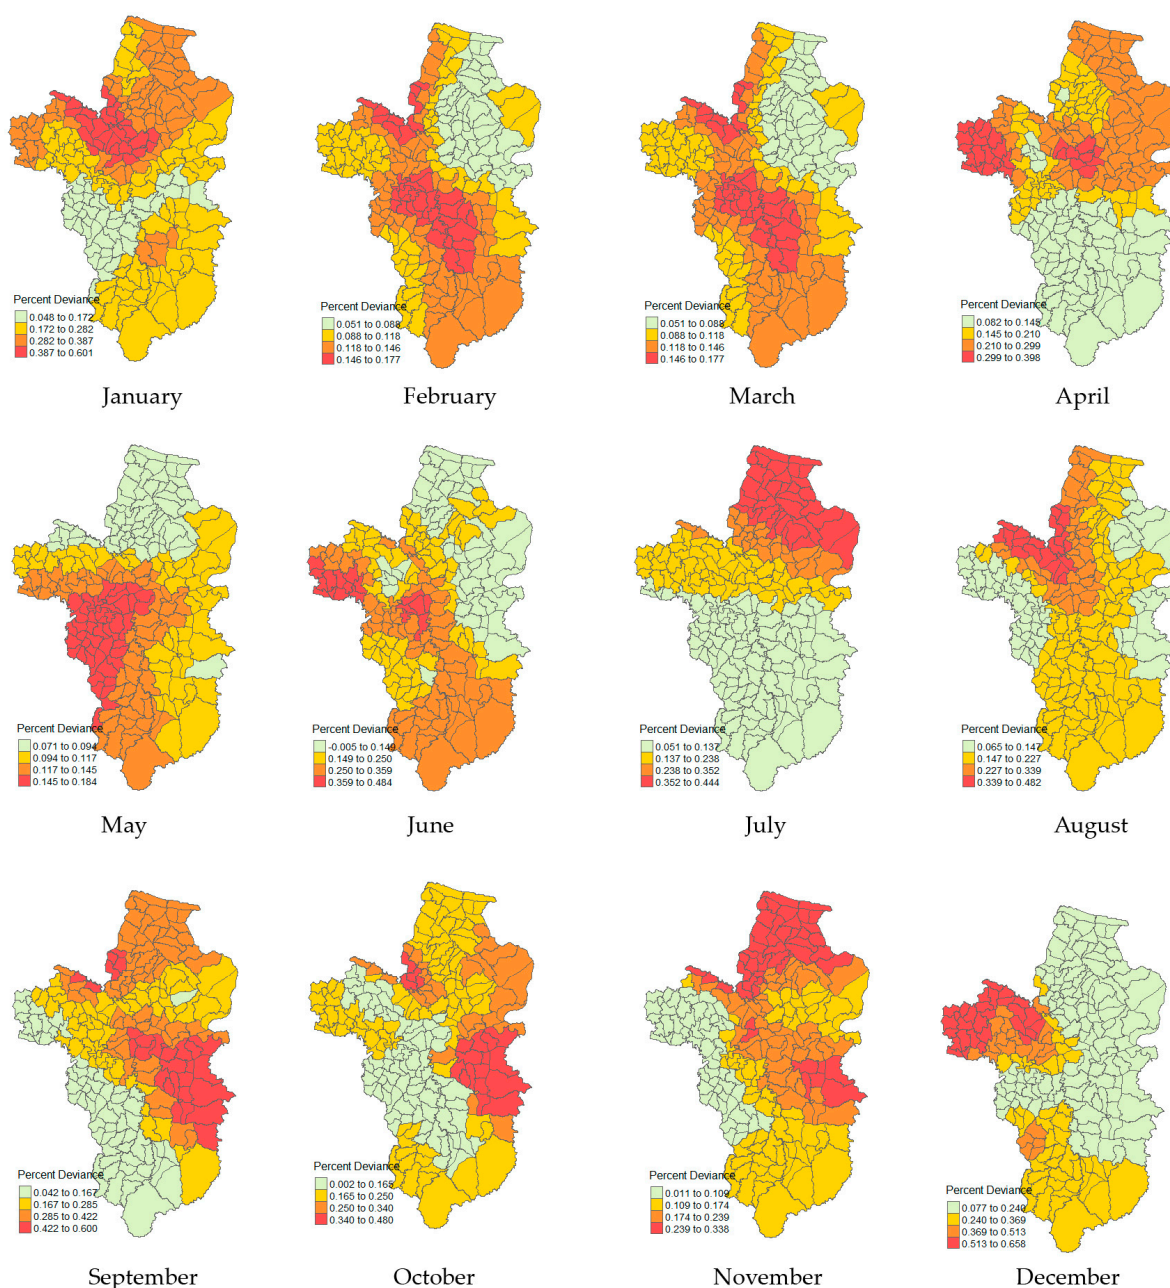 Percent Deviance
0.048 to 0.172
0.172 to 0.282
0.282 to 0.387
0.387 to 0.601
January
Percent Deviance
0.051 to 0.088
0.088 to 0.118
0.118 to 0.146
0.146 to 0.177
February
Percent Deviance
0.051 to 0.088
0.088 to 0.118
0.118 to 0.146
0.146 to 0.177
March
Percent Deviance
0.082 to 0.145
0.145 to 0.210
0.210 to 0.299
0.299 to 0.398
April
Percent Deviance
0.071 to 0.094
0.094 to 0.117
0.117 to 0.145
0.145 to 0.184
May
Percent Deviance
-0.005 to 0.149
0.149 to 0.250
0.250 to 0.359
0.359 to 0.484
June
Percent Deviance
0.051 to 0.137
0.137 to 0.238
0.238 to 0.352
0.352 to 0.444
July
Percent Deviance
0.065 to 0.147
0.147 to 0.227
0.227 to 0.339
0.339 to 0.482
August
Percent Deviance
0.042 to 0.167
0.167 to 0.285
0.285 to 0.422
0.422 to 0.600
September
Percent Deviance
0.002 to 0.165
0.165 to 0.250
0.250 to 0.340
0.340 to 0.480
October
Percent Deviance
0.011 to 0.109
0.109 to 0.174
0.174 to 0.239
0.239 to 0.338
November
Percent Deviance
0.077 to 0.240
0.240 to 0.369
0.369 to 0.513
0.513 to 0.658
December